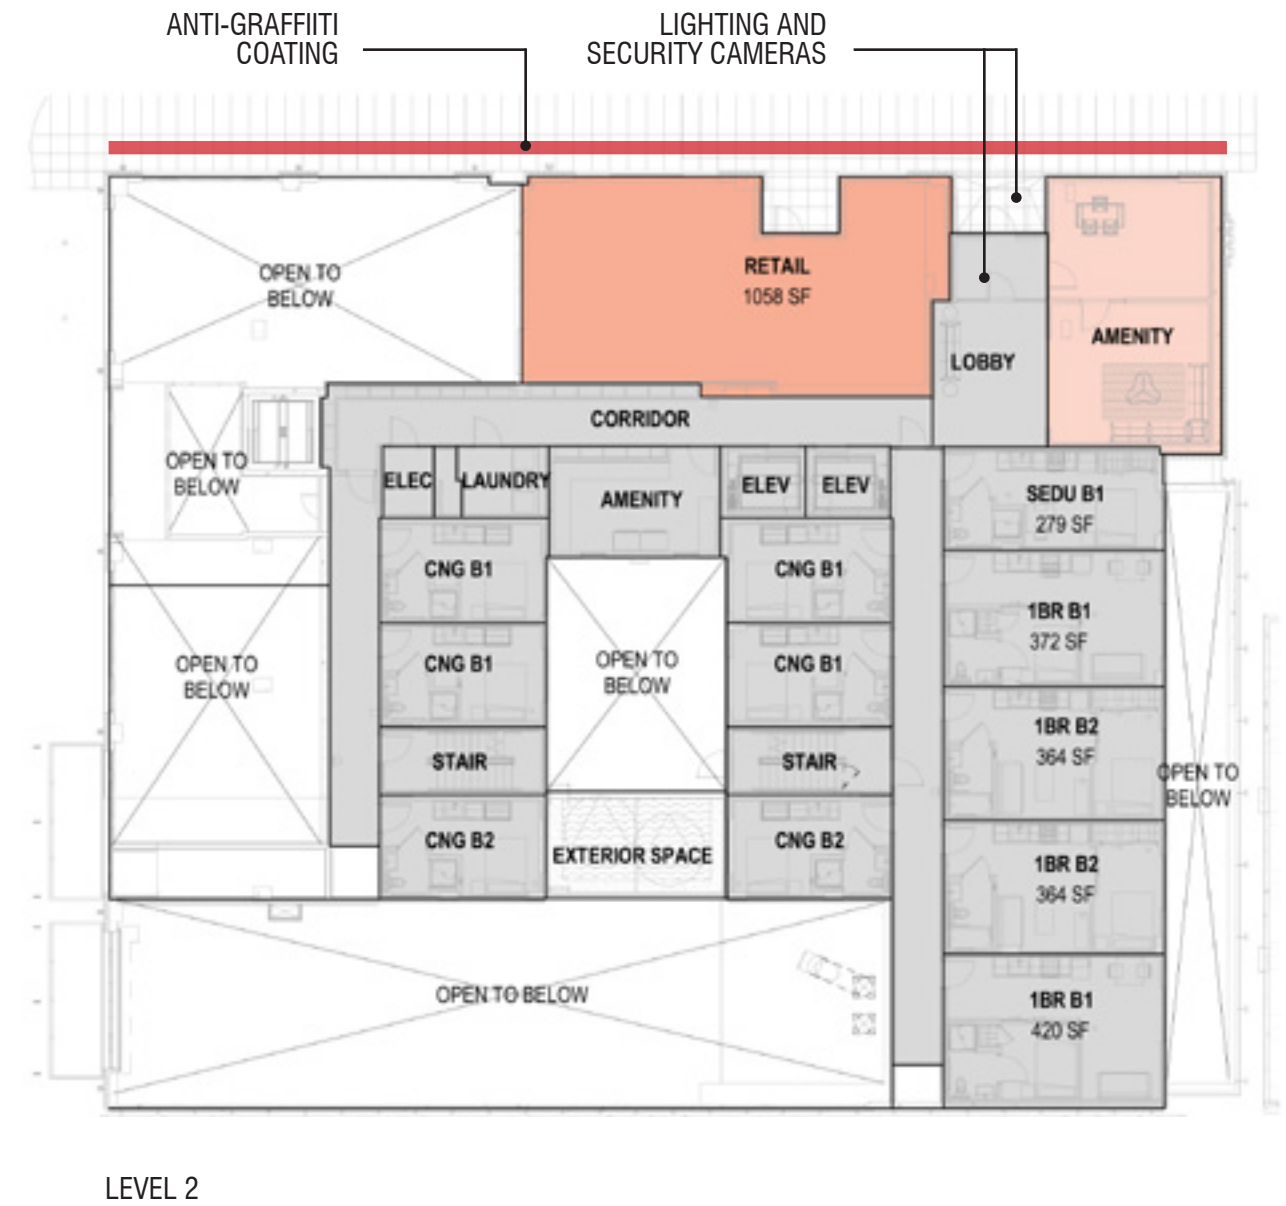 ANTI-GRAFFIITI
COATING
LIGHTING AND
SECURITY CAMERAS
OPEN TO
BELOW
RETAIL
1058 SF
LOBBY
AMENITY
CORRIDOR
OPEN TO
BELOW
ELEC
LAUNDRY
AMENITY
ELEV
ELEV
SEDU B1
279 SF
CNG B1
CNG B1
1BR B1
372 SF
OPEN TO
BELOW
CNG B1
OPEN TO
BELOW
CNG B1
1BR B2
364 SF
STAIR
STAIR
OPEN TO
BELOW
CNG B2
EXTERIOR SPACE
CNG B2
1BR B2
364 SF
OPEN TO BELOW
1BR B1
420 SF
LEVEL 2